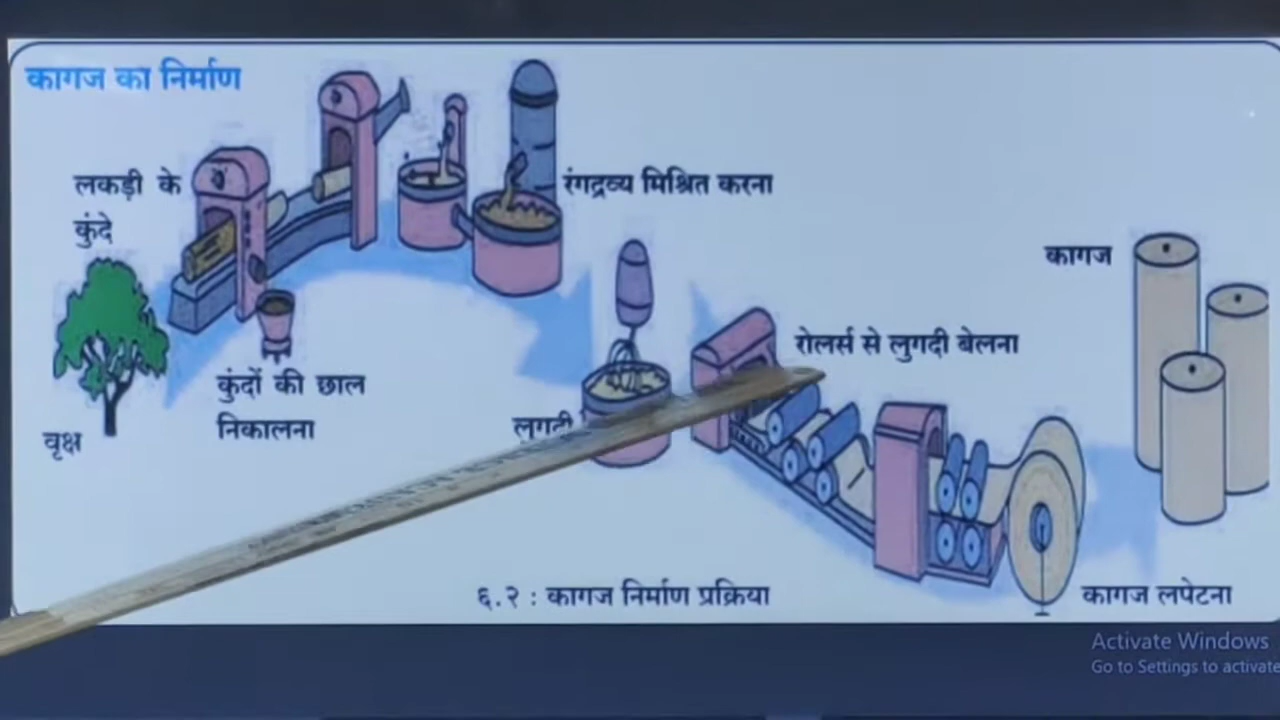 कागज का निर्माण
लकड़ी के
कुंदे
रंगद्रव्य मिश्रित करना
कागज
रोलर्स से लुगदी बेलना
कुंदों की छाल
निकालना
वृक्ष
लुगदी
६.२ : कागज निर्माण प्रक्रिया
कागज लपेटना
Activate Windows
Go to Settings to activate